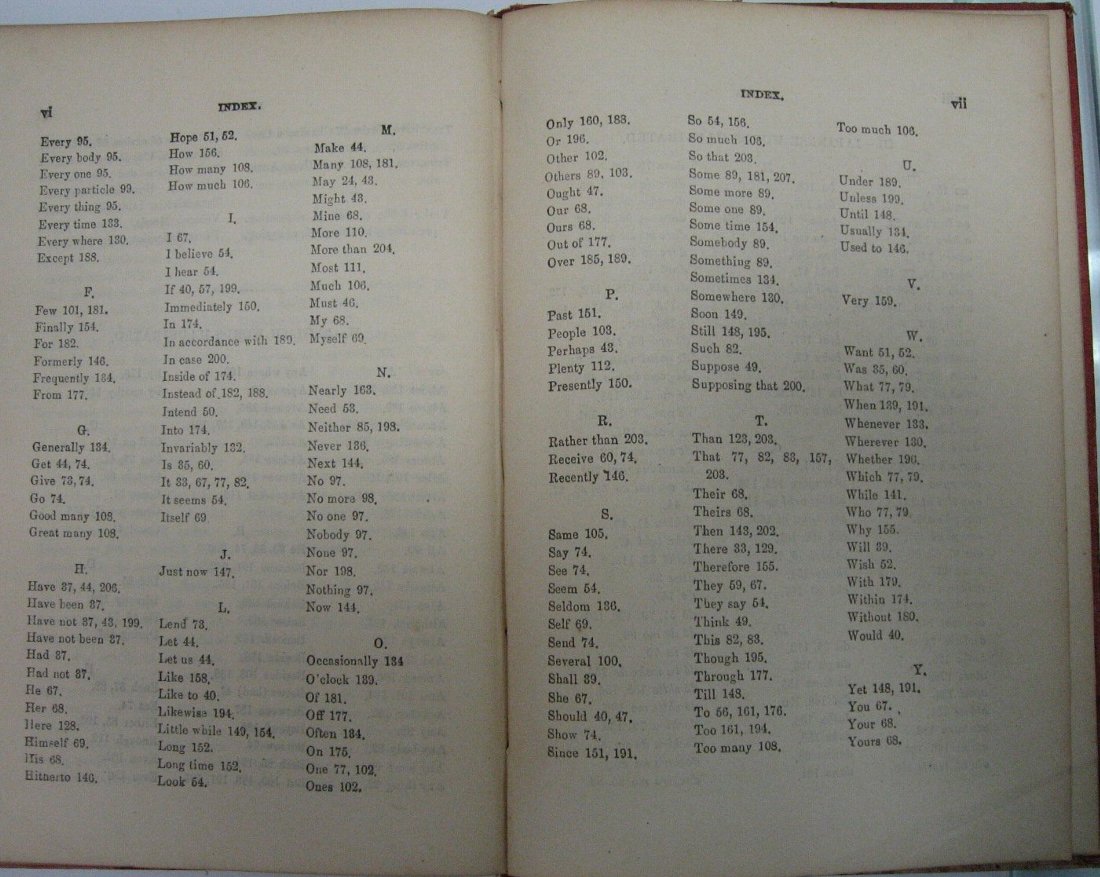 vi
INDEX.
Every 95.
Every body 95.
Every one 95.
Every particle 99.
Every thing 95.
Every time 133.
Every where 130.
Except 188.
F.
Few 101, 181.
Finally 154.
For 182.
Formerly 146.
Frequently 134.
From 177.
G.
Generally 134.
Get 44, 74.
Give 73, 74.
Go 74.
Good many 108.
Great many 108.
H.
Have 37, 44, 206.
Have been 37.
Have not 37, 43, 199.
Have not been 37.
Had 37.
Had not 37.
He 67.
Her 68.
Here 128.
Himself 69.
His 68.
Hitherto 146.
Hope 51, 52.
How 156.
How many 108.
How much 106.
I.
I 67.
I believe 54.
I hear 54.
If 40, 57, 199.
Immediately 150.
In 174.
In accordance with 189.
In case 200.
Inside of 174.
Instead of 182, 188.
Intend 50.
Into 174.
Invariably 132.
Is 35, 60.
It 33, 67, 77, 82.
It seems 54.
Itself 69
J.
Just now 147.
L.
Lend 73.
Let 44.
Let us 44.
Like 158.
Like to 40.
Likewise 194.
Little while 149, 154.
Long 152.
Long time 152.
Look 54.
M.
Make 44.
Many 108, 181.
May 24, 43.
Might 43.
Mine 68.
More 110.
More than 204.
Most 111.
Much 106.
Must 46.
My 68.
Myself 69.
N.
Nearly 163.
Need 53.
Neither 85, 198.
Never 136.
Next 144.
No 97.
No more 98.
No one 97.
Nobody 97.
None 97.
Nor 198.
Nothing 97.
Now 144.
O.
Occasionally 134
O'clock 139.
Of 181.
Off 177.
Often 134.
On 175.
One 77, 102.
Ones 102.
INDEX.
vii
Only 160, 183.
Or 196.
Other 102.
Others 89, 103.
Ought 47.
Our 68.
Ours 68.
Out of 177.
Over 185, 189.
P.
Past 151.
People 103.
Perhaps 43.
Plenty 112.
Presently 150.
R.
Rather than 203.
Receive 60, 74.
Recently 146.
S.
Same 105.
Say 74.
See 74.
Seem 54.
Seldom 136.
Self 69.
Send 74.
Several 100.
Shall 39.
She 67.
Should 40, 47.
Show 74.
Since 151, 191.
So 54, 156.
So much 103.
So that 203.
Some 89, 181, 207.
Some more 89.
Some one 89.
Some time 154.
Somebody 89.
Something 89.
Sometimes 134.
Somewhere 130.
Soon 149.
Still 148, 195.
Such 82.
Suppose 49.
Supposing that 200.
T.
Than 123, 203.
That 77, 82, 83, 157,
203.
Their 68.
Theirs 68.
Then 143, 202.
There 33, 129.
Therefore 155.
They 59, 67.
They say 54.
Think 49.
This 82, 83.
Though 195.
Through 177.
Till 148.
To 56, 161, 176.
Too 161, 194.
Too many 108.
Too much 106.
U.
Under 189.
Unless 199.
Until 148.
Usually 134.
Used to 146.
V.
Very 159.
W.
Want 51, 52.
Was 35, 60.
What 77, 79.
When 139, 191.
Whenever 133.
Wherever 130.
Whether 196.
Which 77, 79.
While 141.
Who 77, 79
Why 155.
Will 39.
Wish 52.
With 179.
Within 174.
Without 180.
Would 40.
Y.
Yet 148, 191.
You 67.
Your 68.
Yours 68.